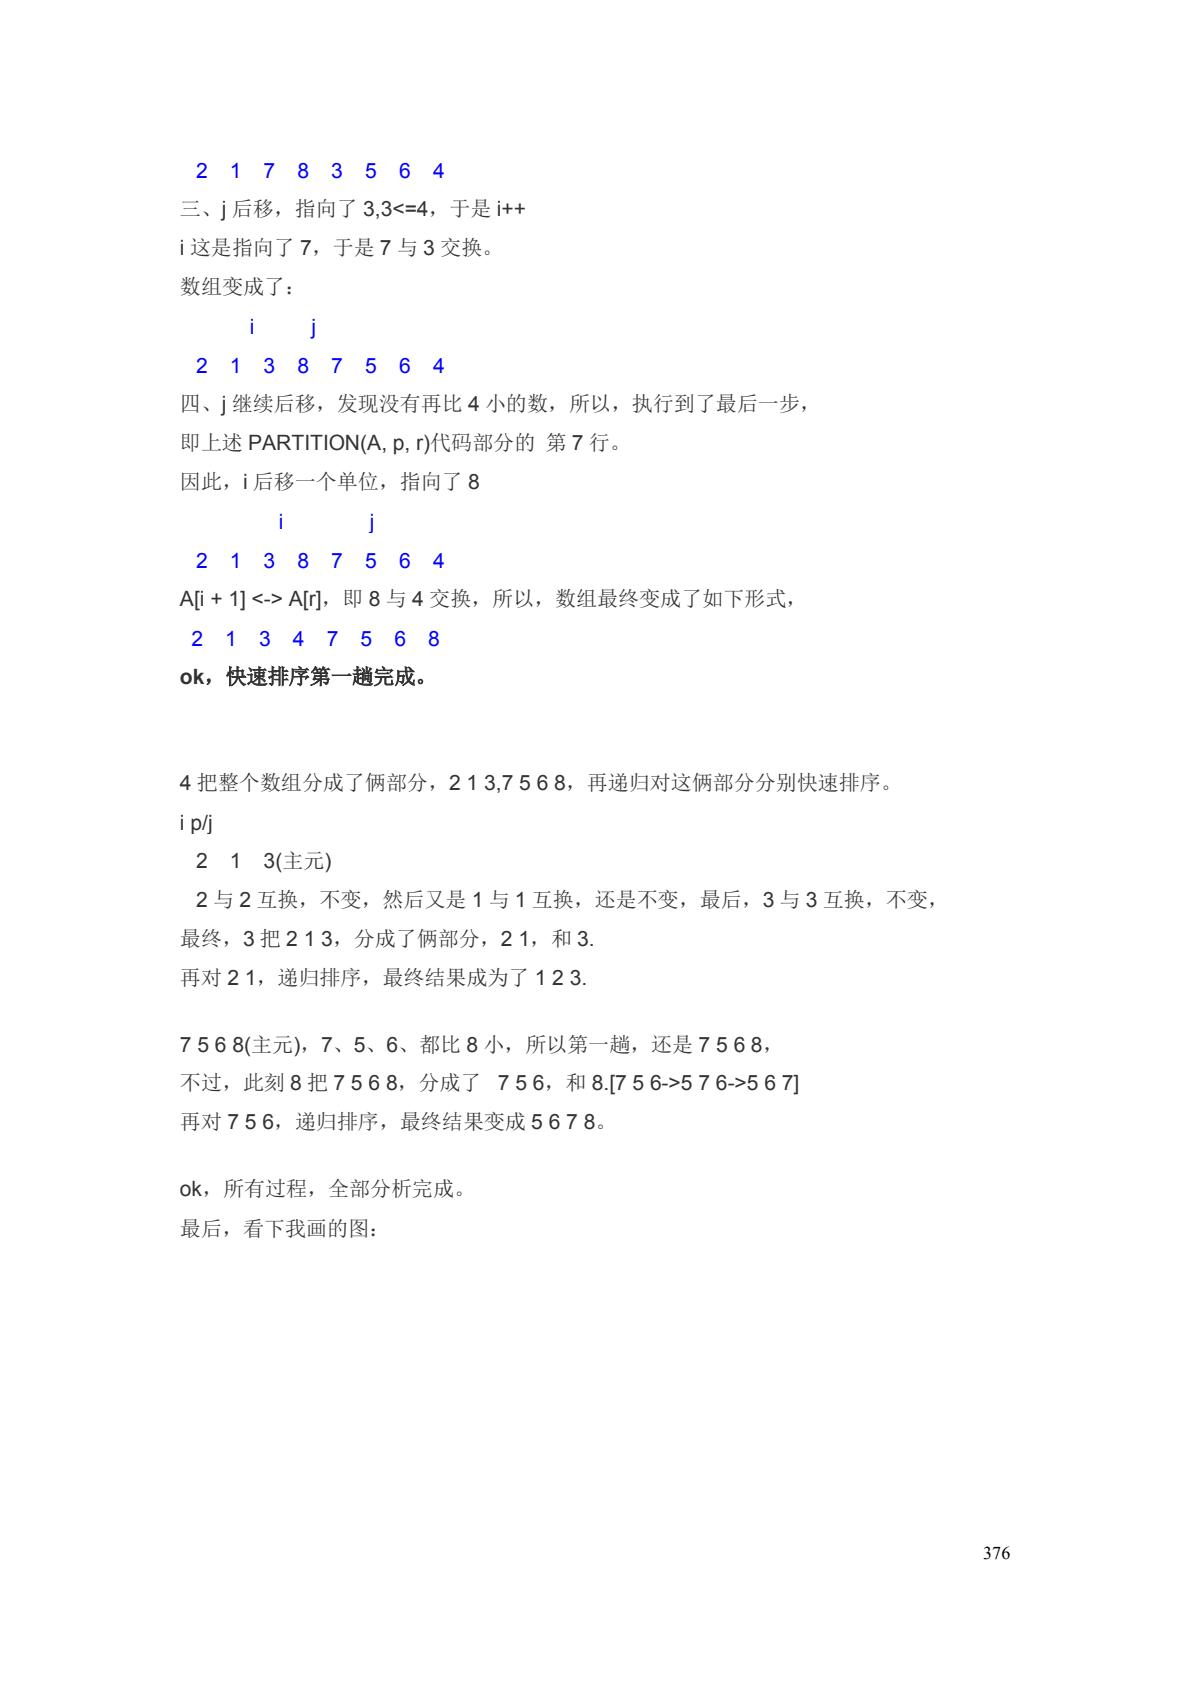 2 1 7 8 3 5 6 4
三、j 后移，指向了 3,3<=4，于是 i++
i 这是指向了 7，于是 7 与 3 交换。
数组变成了：
i j
2 1 3 8 7 5 6 4
四、j 继续后移，发现没有再比 4 小的数，所以，执行到了最后一步，
即上述 PARTITION(A, p, r)代码部分的 第 7 行。
因此，i 后移一个单位，指向了 8
i j
2 1 3 8 7 5 6 4
A[i + 1] <-> A[r]，即 8 与 4 交换，所以，数组最终变成了如下形式，
2 1 3 4 7 5 6 8
ok，快速排序第一趟完成。
4 把整个数组分成了俩部分，2 1 3,7 5 6 8，再递归对这俩部分分别快速排序。
i p/j
2 1 3(主元)
2 与 2 互换，不变，然后又是 1 与 1 互换，还是不变，最后，3 与 3 互换，不变，
最终，3 把 2 1 3，分成了俩部分，2 1，和 3.
再对 2 1，递归排序，最终结果成为了 1 2 3.
7 5 6 8(主元)，7、5、6、都比 8 小，所以第一趟，还是 7 5 6 8，
不过，此刻 8 把 7 5 6 8，分成了 7 5 6，和 8.[7 5 6->5 7 6->5 6 7]
再对 7 5 6，递归排序，最终结果变成 5 6 7 8。
ok，所有过程，全部分析完成。
最后，看下我画的图：
376